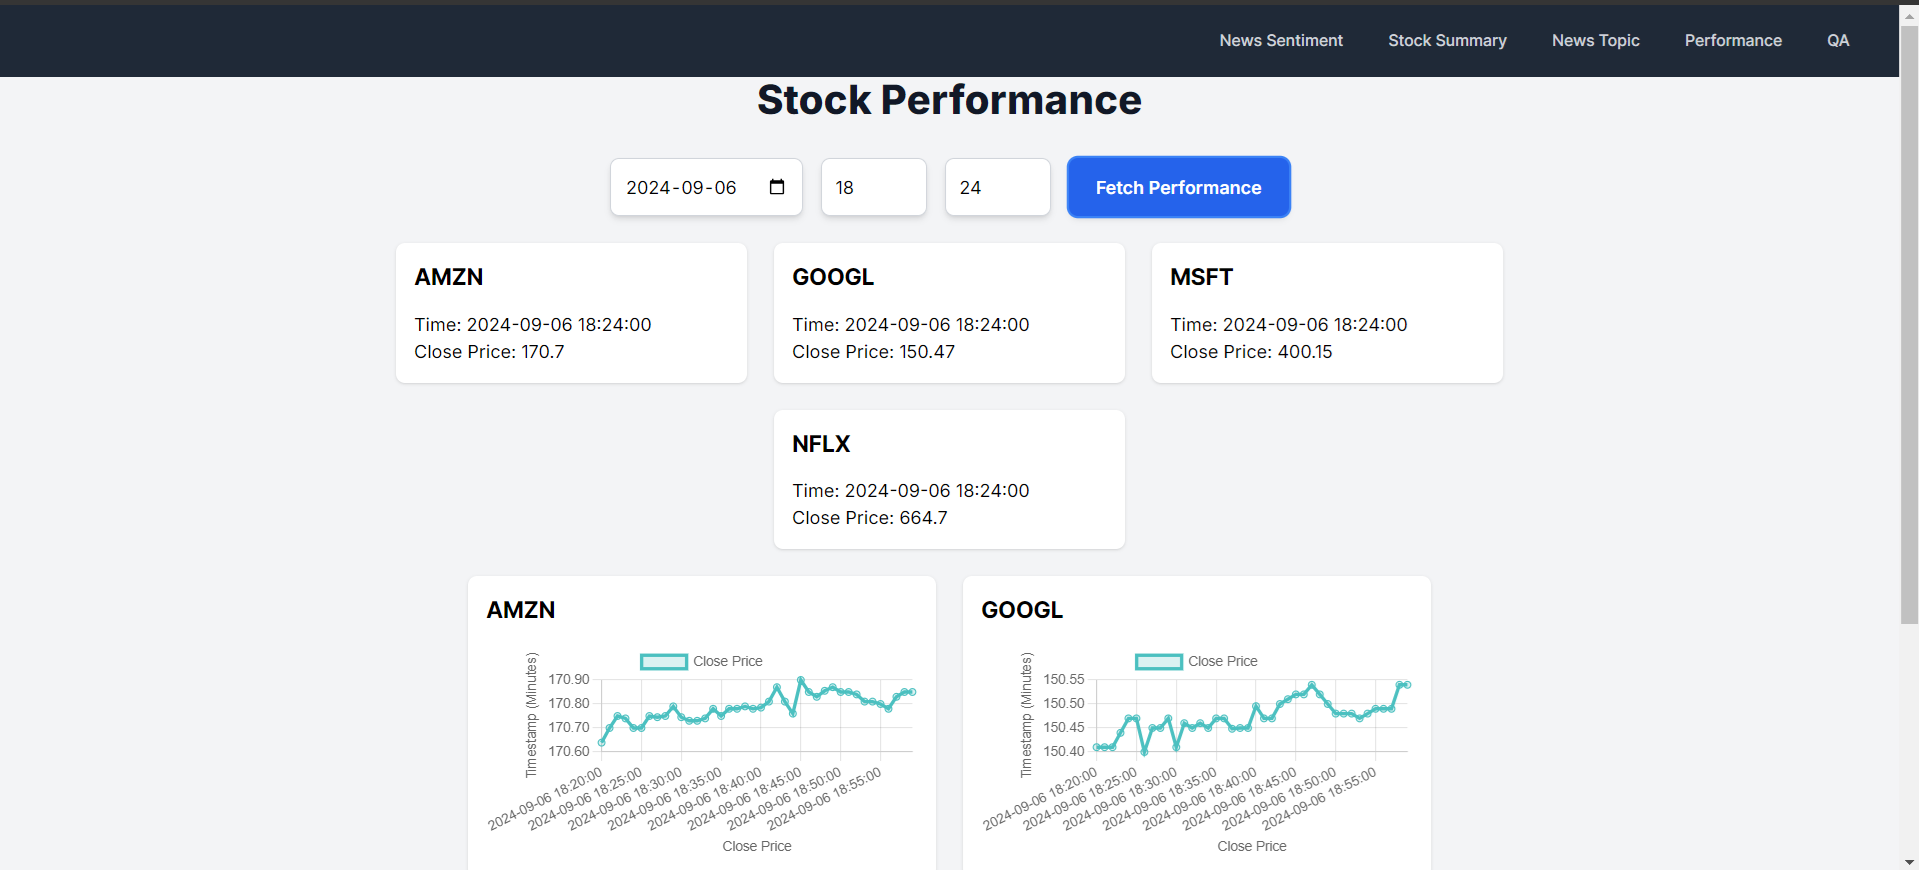 News Sentiment Stock Summary News Topic Performance QA
Stock Performance
2024-09-06 18 24 Fetch Performance
AMZN
Time: 2024-09-06 18:24:00
Close Price: 170.7
GOOGL
Time: 2024-09-06 18:24:00
Close Price: 150.47
MSFT
Time: 2024-09-06 18:24:00
Close Price: 400.15
NFLX
Time: 2024-09-06 18:24:00
Close Price: 664.7
AMZN
Close Price
Timestamp (Minutes)
170.90
170.80
170.70
170.60
2024-09-06 18:20:00
2024-09-06 18:25:00
2024-09-06 18:30:00
2024-09-06 18:35:00
2024-09-06 18:40:00
2024-09-06 18:45:00
2024-09-06 18:50:00
2024-09-06 18:55:00
Close Price
GOOGL
Close Price
Timestamp (Minutes)
150.55
150.50
150.45
150.40
2024-09-06 18:20:00
2024-09-06 18:25:00
2024-09-06 18:30:00
2024-09-06 18:35:00
2024-09-06 18:40:00
2024-09-06 18:45:00
2024-09-06 18:50:00
2024-09-06 18:55:00
Close Price